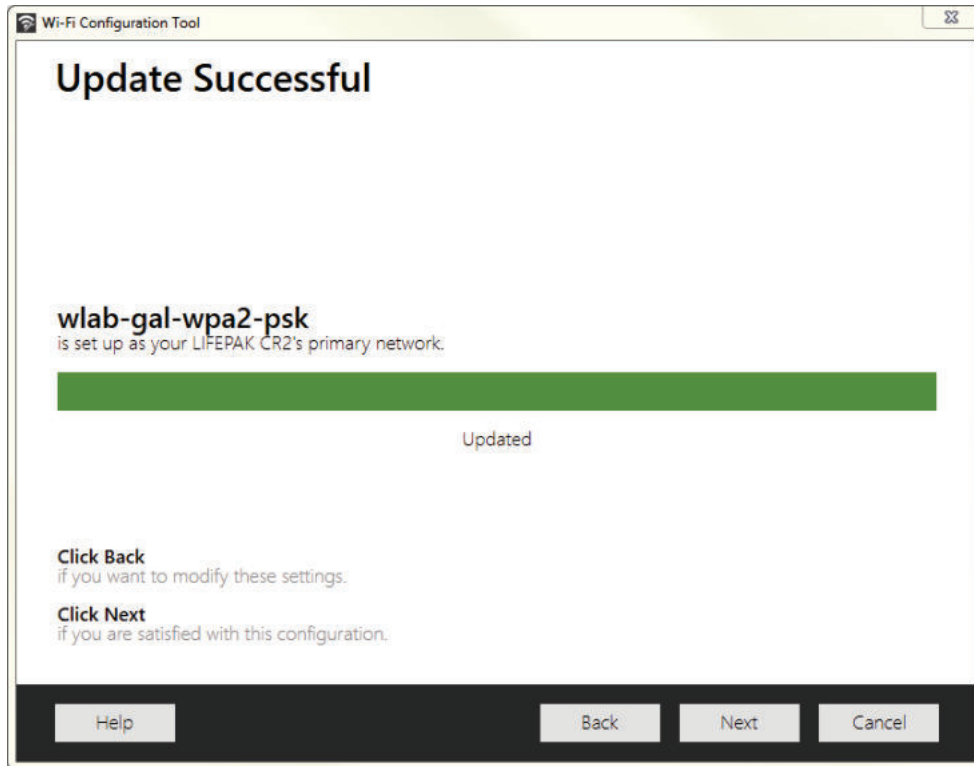 Wi-Fi Configuration Tool
Update Successful
wlab-gal-wpa2-psk
is set up as your LIFEPAK CR2's primary network.
Updated
Click Back
if you want to modify these settings.
Click Next
if you are satisfied with this configuration.
Help Back Next Cancel